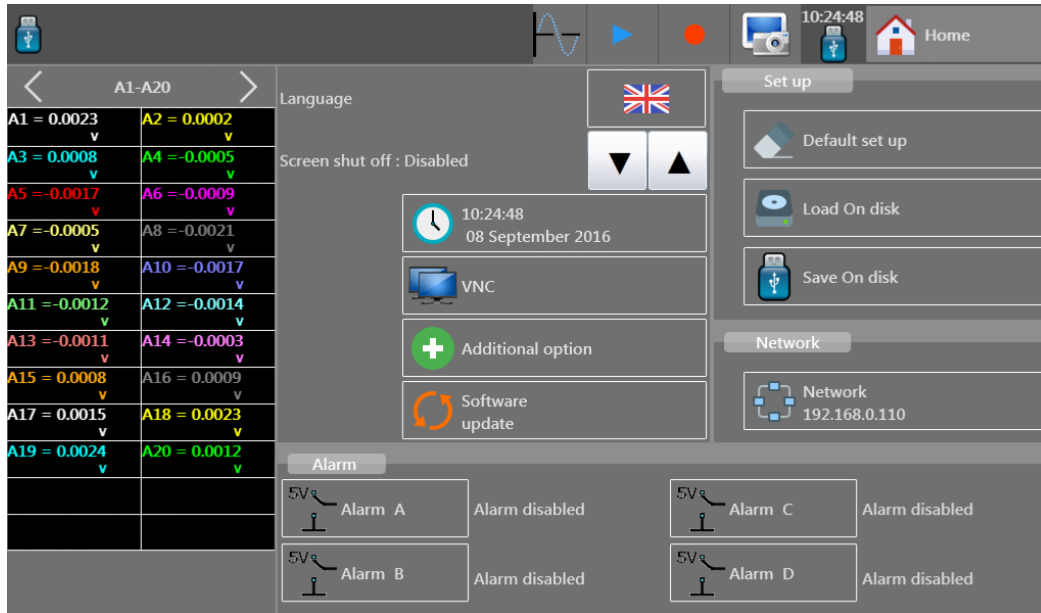 10:24:48
Home
A1-A20
A1 = 0.0023 V
A2 = 0.0002 V
A3 = 0.0008 V
A4 =-0.0005 V
A5 =-0.0017 V
A6 =-0.0009 V
A7 =-0.0005 V
A8 =-0.0021 V
A9 =-0.0018 V
A10 =-0.0017 V
A11 =-0.0012 V
A12 =-0.0014 V
A13 =-0.0011 V
A14 =-0.0003 V
A15 = 0.0008 V
A16 = 0.0009 V
A17 = 0.0015 V
A18 = 0.0023 V
A19 = 0.0024 V
A20 = 0.0012 V
Language
Screen shut off : Disabled
10:24:48
08 September 2016
VNC
Additional option
Software
update
Set up
Default set up
Load On disk
Save On disk
Network
Network
192.168.0.110
Alarm
5V
Alarm A
Alarm disabled
5V
Alarm C
Alarm disabled
5V
Alarm B
Alarm disabled
5V
Alarm D
Alarm disabled